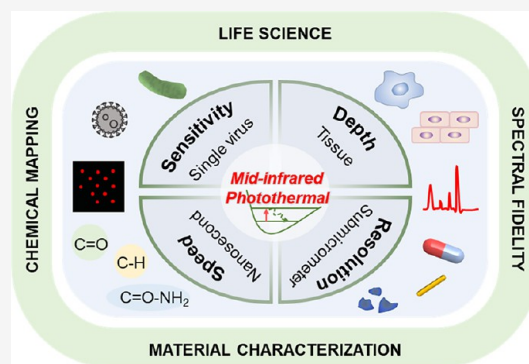 LIFE SCIENCE
CHEMICAL MAPPING
SPECTRAL FIDELITY
Sensitivity
Single virus
Depth
Tissue
Mid-infrared
Photothermal
Speed
Nanosecond
Resolution
Submicrometer
C=O
C-H
C=O-NH₂
MATERIAL CHARACTERIZATION